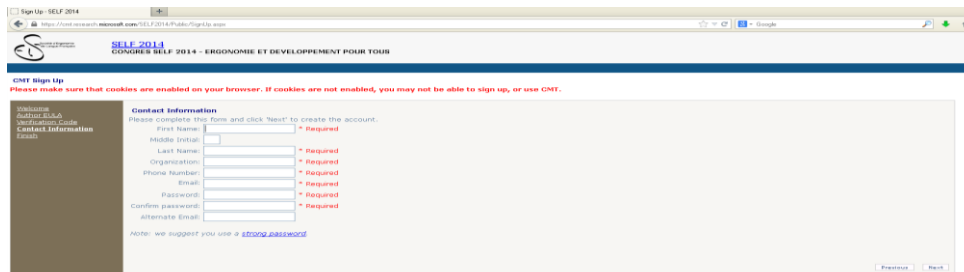 Sign Up - SELF 2014
https://cmt.research.microsoft.com/SELF2014/Public/SignUp.aspx
Google
SELF 2014
CONGRES SELF 2014 - ERGONOMIE ET DEVELOPPEMENT POUR TOUS
CMT Sign Up
Please make sure that cookies are enabled on your browser. If cookies are not enabled, you may not be able to sign up, or use CMT.
Welcome
Author EULA
Verification Code
Contact Information
Finish
Contact Information
Please complete this form and click 'Next' to create the account.
First Name: * Required
Middle Initial:
Last Name: * Required
Organization: * Required
Phone Number: * Required
Email: * Required
Password: * Required
Confirm password: * Required
Alternate Email:
Note: we suggest you use a strong password.
Previous Next